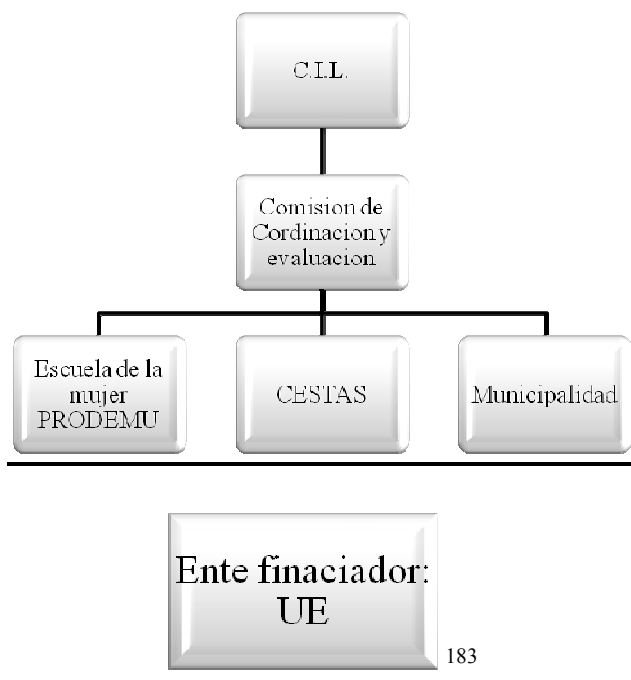 C.I.L.
Comision de
Cordinacion y
evaluacion
Escuela de la
mujer
PRODEMU
CESTAS
Municipalidad
Ente finaciador:
UE
183